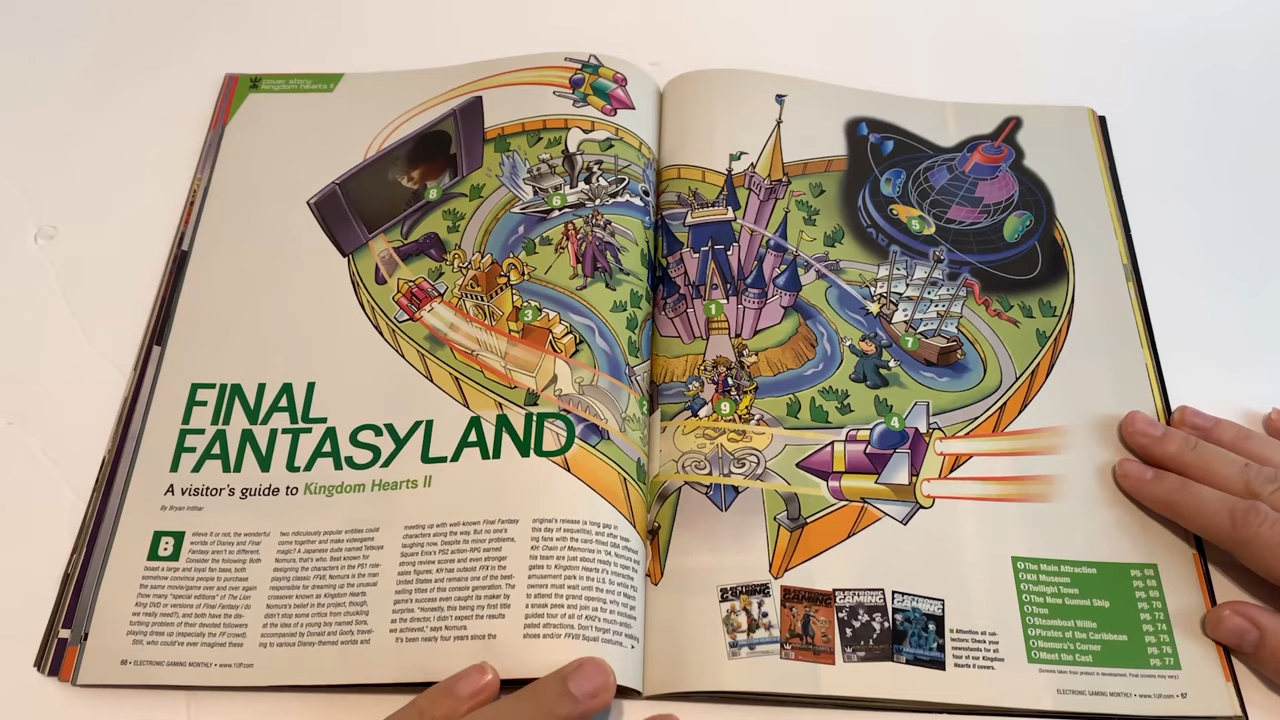 cover story:
kingdom hearts II
8
6
3
5
1
7
9
4
FINAL
FANTASYLAND
A visitor's guide to Kingdom Hearts II
By Bryan Intihar
Believe it or not, the wonderful
worlds of Disney and Final
Fantasy aren't so different.
Consider the following: Both
boast a large and loyal fan base, both
somehow convince people to purchase
the same movie/game over and over again
(how many "special editions" of The Lion
King DVD or versions of Final Fantasy I do
we really need?), and both have the dis-
turbing problem of their devoted followers
playing dress up (especially the FF crowd).
Still, who could've ever imagined these
two ridiculously popular entities could
come together and make videogame
magic? A Japanese dude named Tetsuya
Nomura, that's who. Best known for
designing the characters in the PS1 role-
playing classic FFVII, Nomura is the man
responsible for dreaming up the unusual
crossover known as Kingdom Hearts.
Nomura's belief in the project, though,
didn't stop some critics from chuckling
at the idea of a young boy named Sora,
accompanied by Donald and Goofy, travel-
ing to various Disney-themed worlds and
meeting up with well-known Final Fantasy
characters along the way. But no one's
laughing now. Despite its minor problems,
Square Enix's PS2 action-RPG earned
strong review scores and even stronger
sales figures; KH has outsold FFX in the
United States and remains one of the best-
selling titles of this console generation. The
game's success even caught its maker by
surprise. "Honestly, this being my first title
as the director, I didn't expect the results
we achieved," says Nomura.
It's been nearly four years since the
original's release (a long gap in
this day of sequelitis), and after teas-
ing fans with the card-filled GBA offshoot
KH: Chain of Memories in '04, Nomura and
his team are just about ready to open the
gates to Kingdom Hearts II's interactive
amusement park in the U.S. So while PS2
owners must wait until the end of March
to attend the grand opening, why not get
a sneak peek and join us for an exclusive
guided tour of all of KH2's much-antici-
pated attractions. Don't forget your walking
shoes and/or FFVIII Squall costume...
66 • ELECTRONIC GAMING MONTHLY • www.1UP.com
Attention all col-
lectors: Check your
newsstands for all
four of our Kingdom
Hearts II covers.
1 The Main Attraction pg. 68
2 KH Museum pg. 68
3 Twilight Town pg. 69
4 The New Gummi Ship pg. 70
5 Tron pg. 72
6 Steamboat Willie pg. 74
7 Pirates of the Caribbean pg. 75
8 Nomura's Corner pg. 76
9 Meet the Cast pg. 77
(Screens taken from product in development. Final screens may vary.)
ELECTRONIC GAMING MONTHLY • www.1UP.com • 67